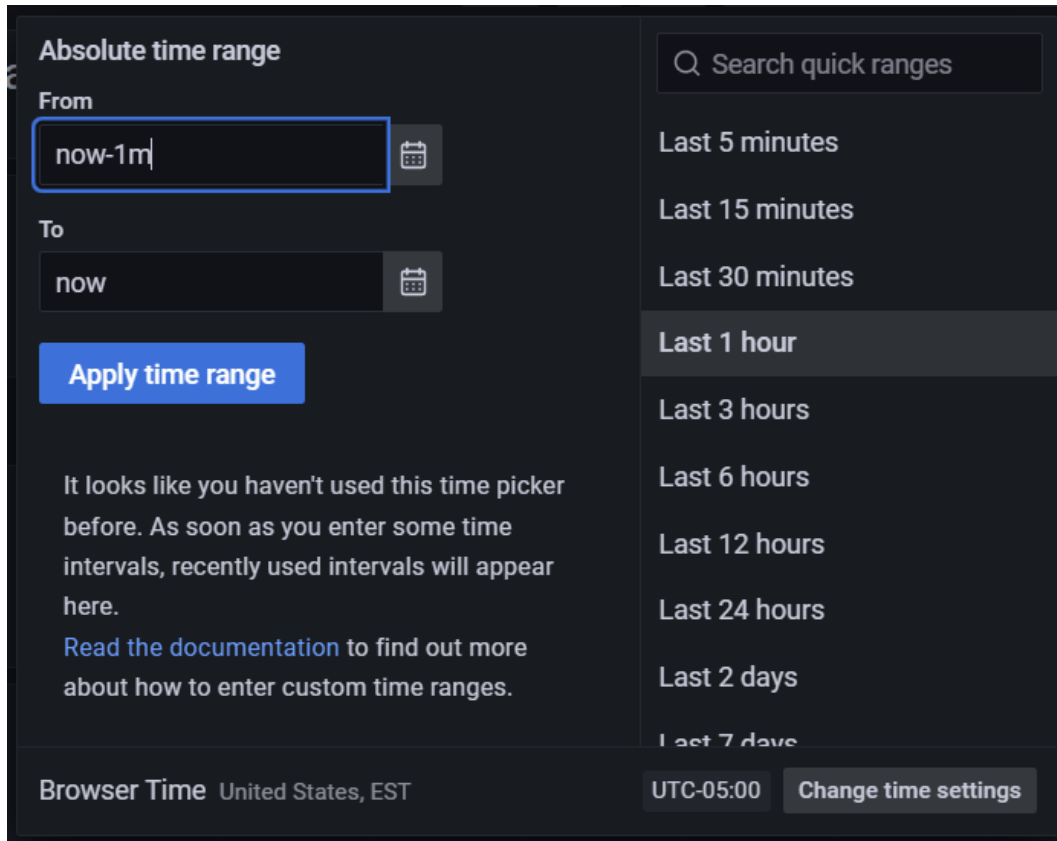 Absolute time range
From
now-1m
To
now
Apply time range
It looks like you haven't used this time picker
before. As soon as you enter some time
intervals, recently used intervals will appear
here.
Read the documentation to find out more
about how to enter custom time ranges.
Search quick ranges
Last 5 minutes
Last 15 minutes
Last 30 minutes
Last 1 hour
Last 3 hours
Last 6 hours
Last 12 hours
Last 24 hours
Last 2 days
Last 7 days
Browser Time United States, EST
UTC-05:00
Change time settings